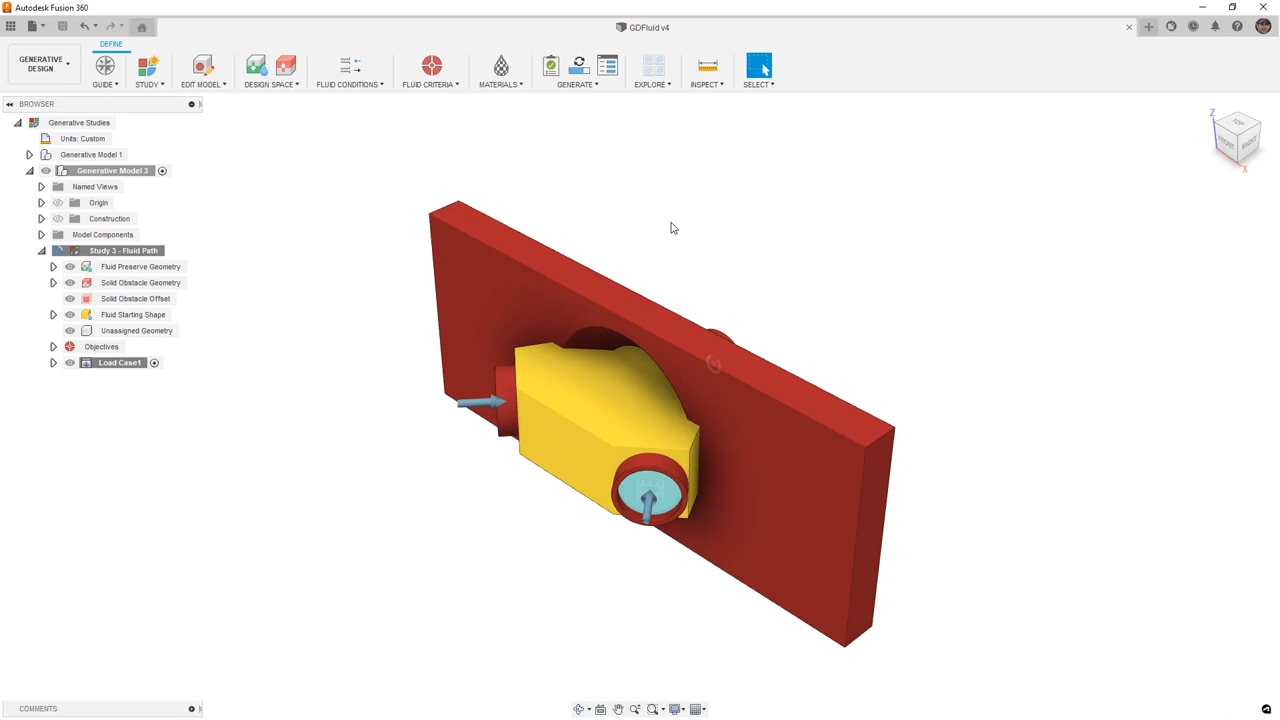 Autodesk Fusion 360
GDFluid v4
DEFINE
GENERATIVE
DESIGN
GUIDE
STUDY
EDIT MODEL
DESIGN SPACE
FLUID CONDITIONS
FLUID CRITERIA
MATERIALS
GENERATE
EXPLORE
INSPECT
SELECT
BROWSER
Generative Studies
Units: Custom
Generative Model 1
Generative Model 3
Named Views
Origin
Construction
Model Components
Study 3 - Fluid Path
Fluid Preserve Geometry
Solid Obstacle Geometry
Solid Obstacle Offset
Fluid Starting Shape
Unassigned Geometry
Objectives
Load Case1
Z
TOP
FRONT
RIGHT
X
COMMENTS